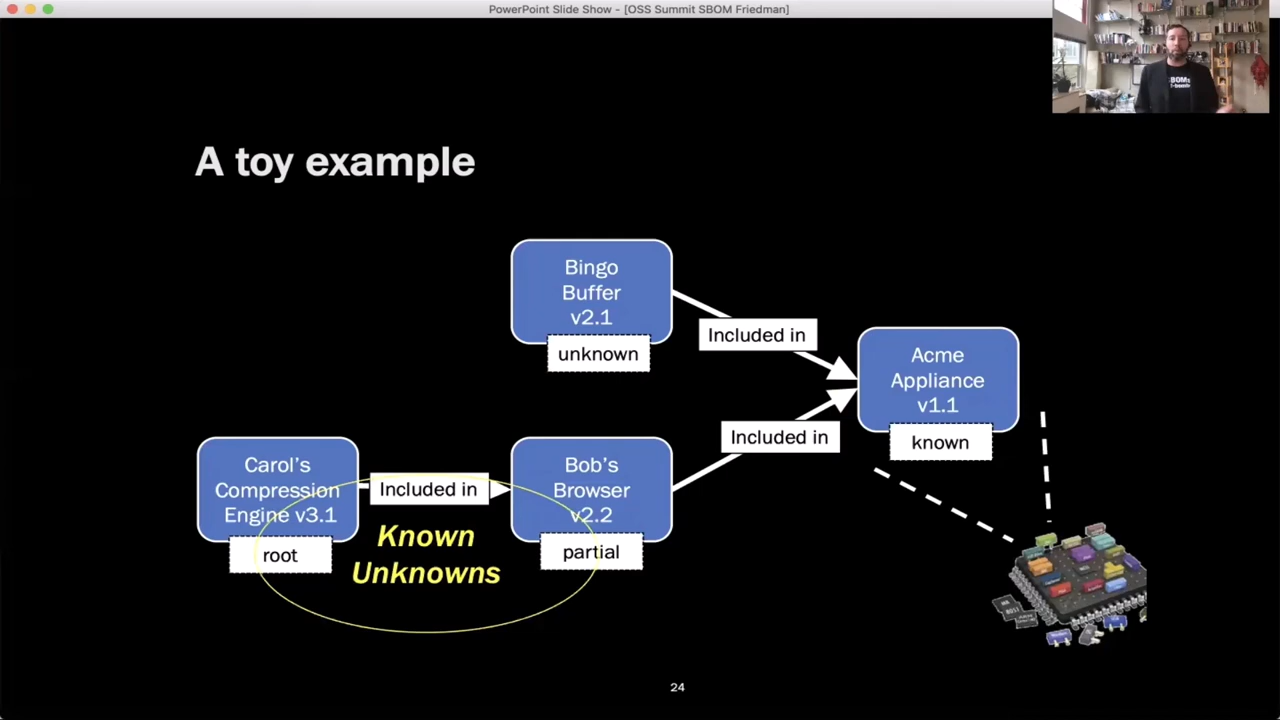 PowerPoint Slide Show - [OSS Summit SBOM Friedman]
A toy example
Bingo
Buffer
v2.1
unknown
Included in
Acme
Appliance
v1.1
known
Included in
Carol's
Compression
Engine v3.1
root
Included in
Bob's
Browser
v2.2
partial
Known
Unknowns
24